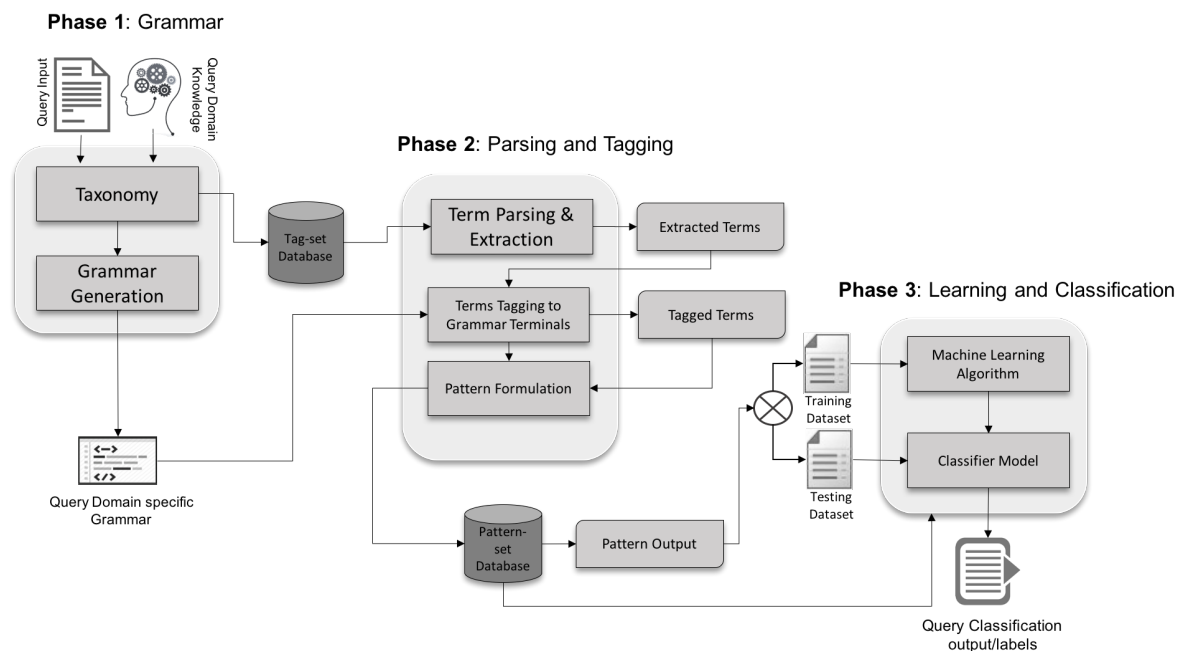 Phase 1: Grammar
Query Input
Query Domain
Knowledge
Taxonomy
Grammar
Generation
Tag-set
Database
Query Domain specific
Grammar
Phase 2: Parsing and Tagging
Term Parsing &
Extraction
Extracted Terms
Terms Tagging to
Grammar Terminals
Tagged Terms
Pattern Formulation
Pattern-
set
Database
Pattern Output
Phase 3: Learning and Classification
Training
Dataset
Testing
Dataset
Machine Learning
Algorithm
Classifier Model
Query Classification
output/labels